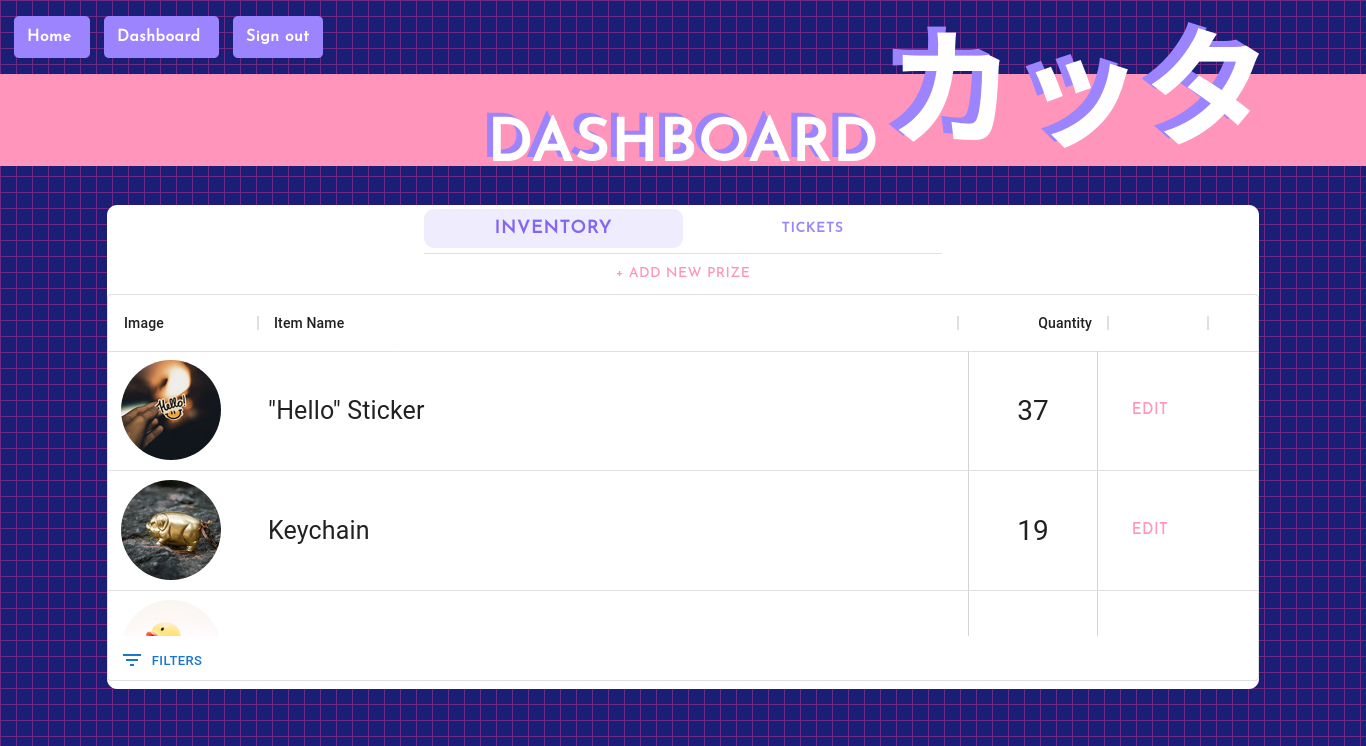 Home Dashboard Sign out
カッタ
DASHBOARD
INVENTORY TICKETS
+ ADD NEW PRIZE
Image Item Name Quantity
Hello!
"Hello" Sticker 37 EDIT
Keychain 19 EDIT
FILTERS